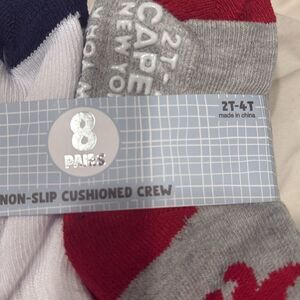 2T-
CAPE
NEW YO
8
PAIRS
2T-4T
made in china
NON-SLIP CUSHIONED CREW